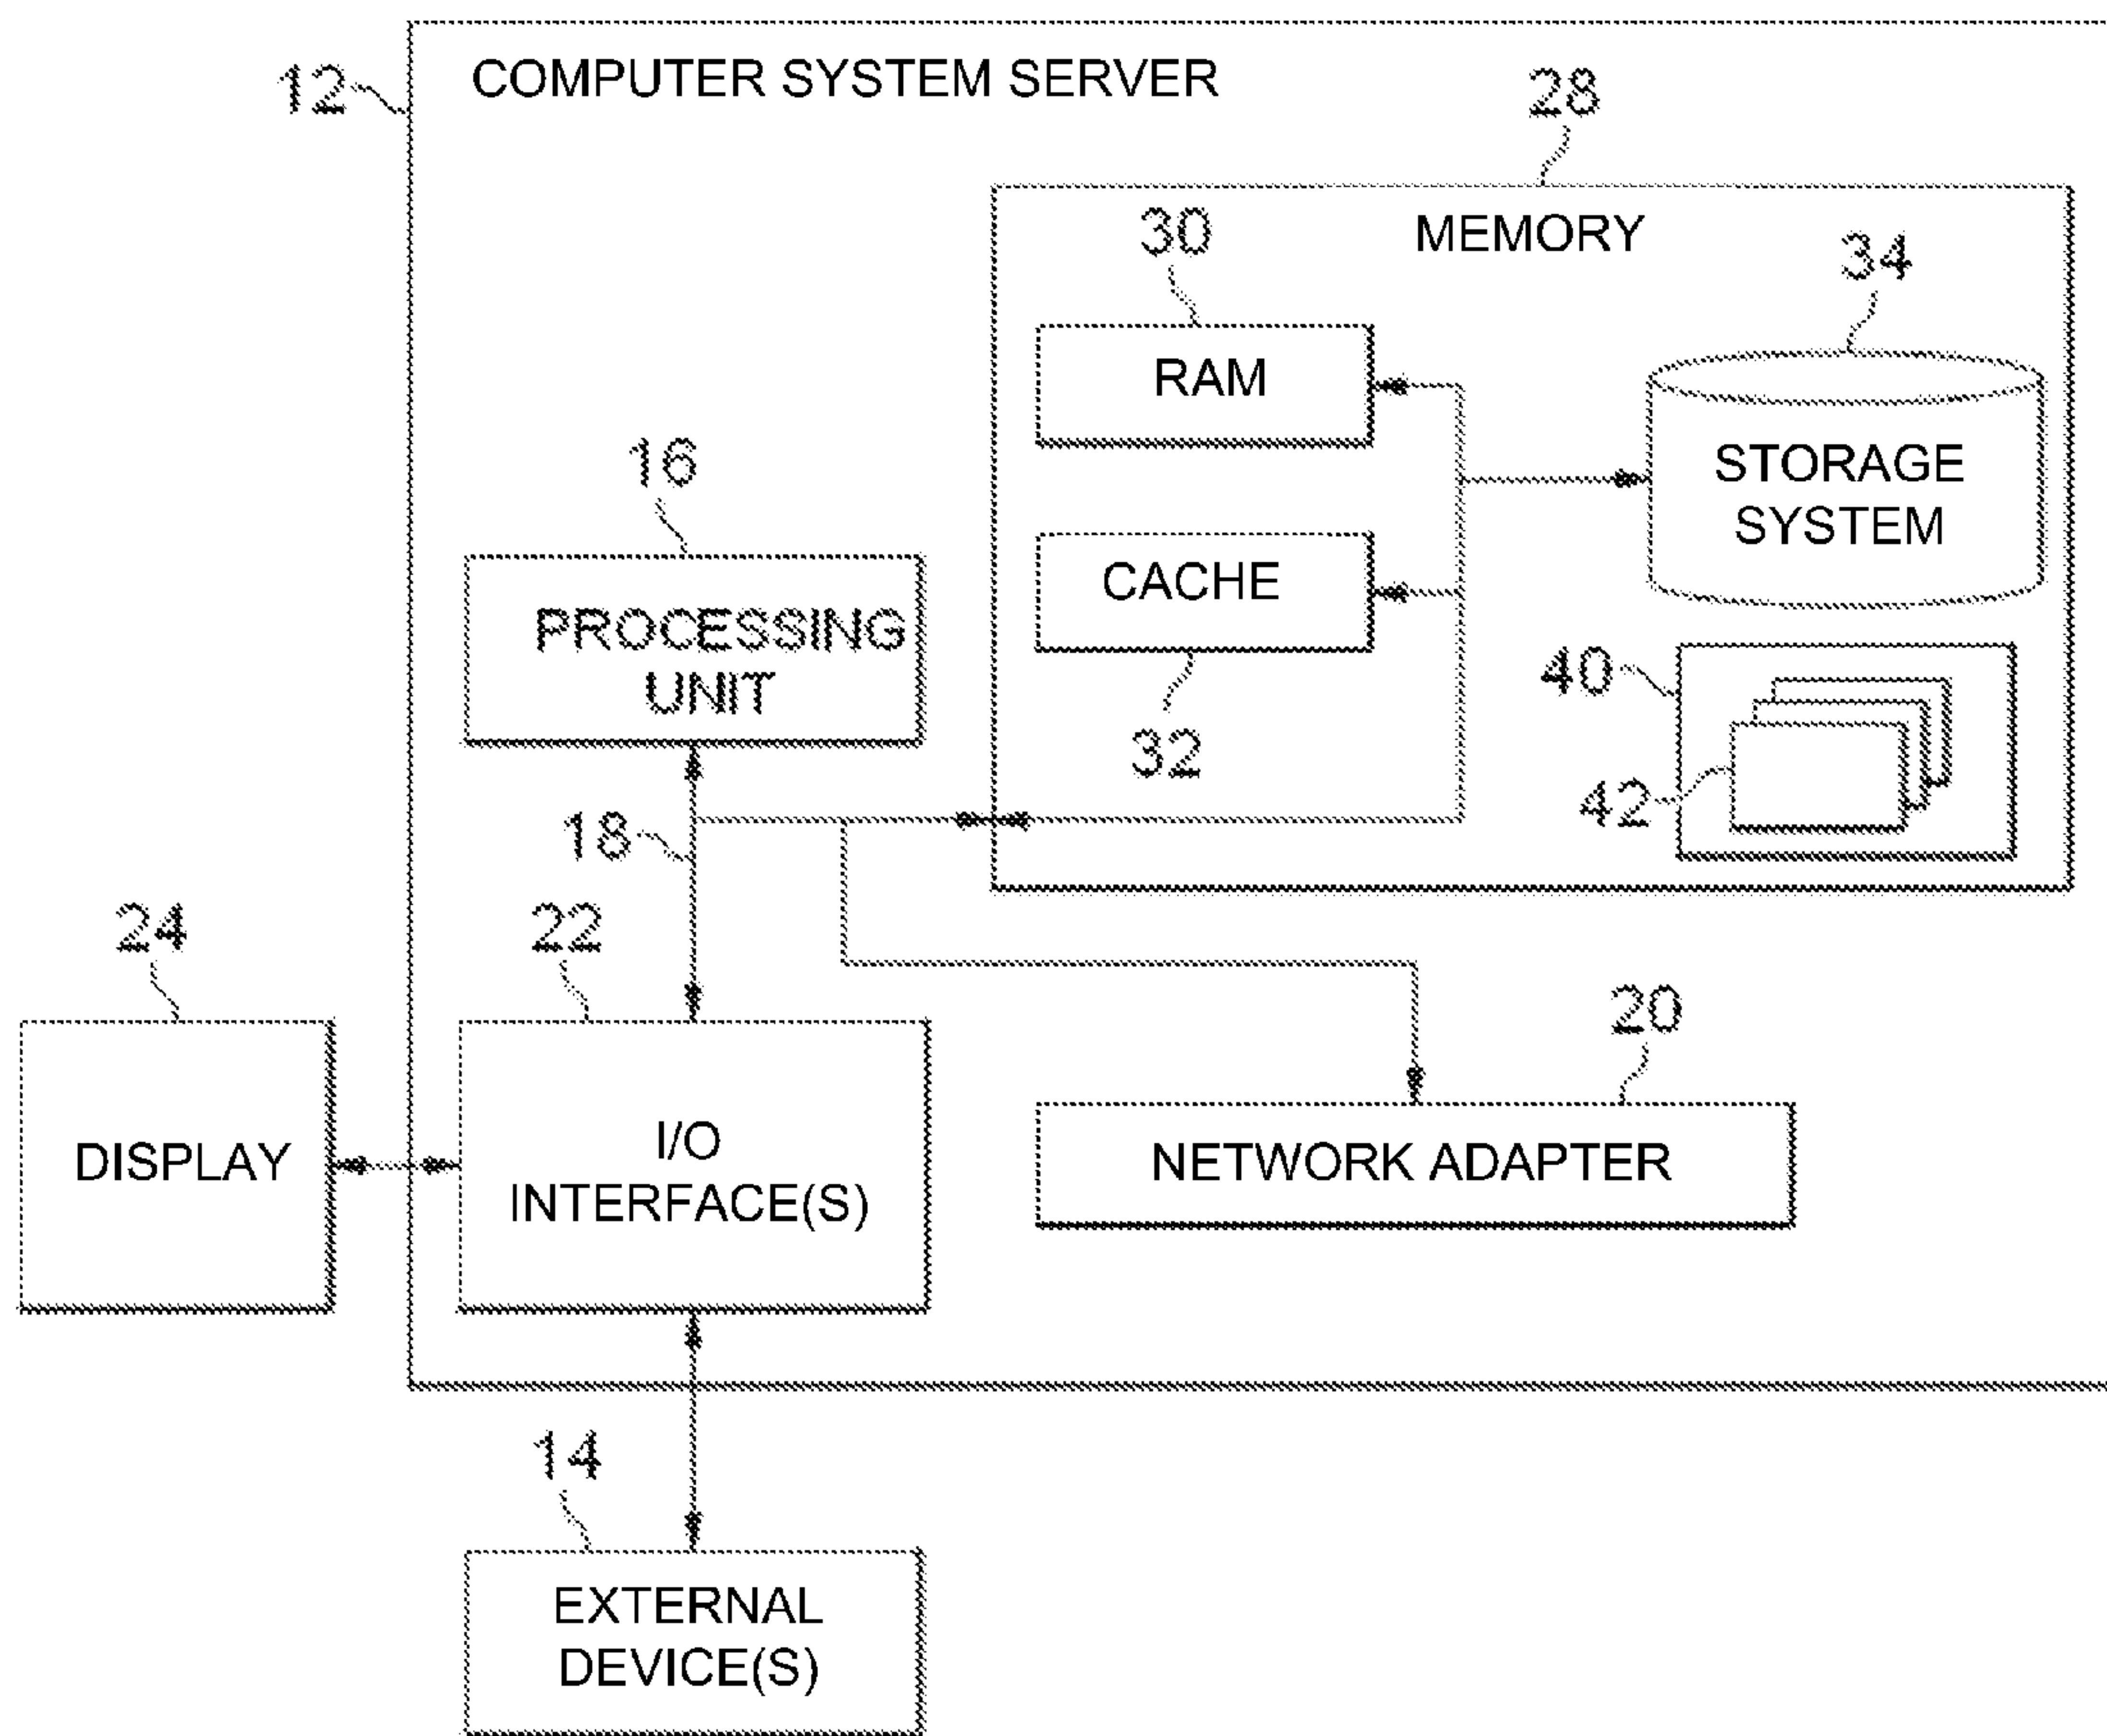 12
COMPUTER SYSTEM SERVER
28
MEMORY
30
34
RAM
STORAGE
SYSTEM
16
PROCESSING
UNIT
CACHE
32
40
42
18
24
22
20
DISPLAY
I/O
INTERFACE(S)
NETWORK ADAPTER
14
EXTERNAL
DEVICE(S)